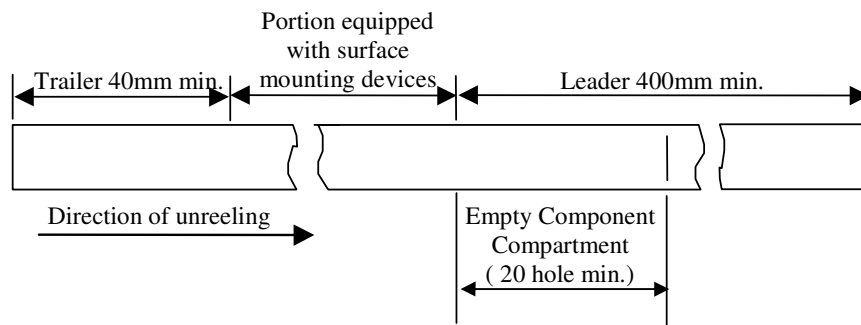 Portion equipped
with surface
mounting devices
Trailer 40mm min.
Leader 400mm min.
Direction of unreeling
Empty Component
Compartment
( 20 hole min.)